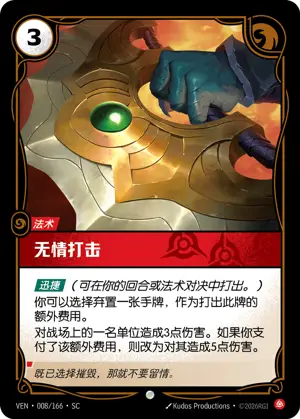 3
法术
无情打击
迅捷（可在你的回合或法术对决中打出。）
你可以选择弃置一张手牌，作为打出此牌的
额外费用。
对战场上的一名单位造成3点伤害。如果你支
付了该额外费用，则改为对其造成5点伤害。
既已选择摧毁，那就不要留情。
VEN • 008/166 • SC
Kudos Productions • ©2026RGI